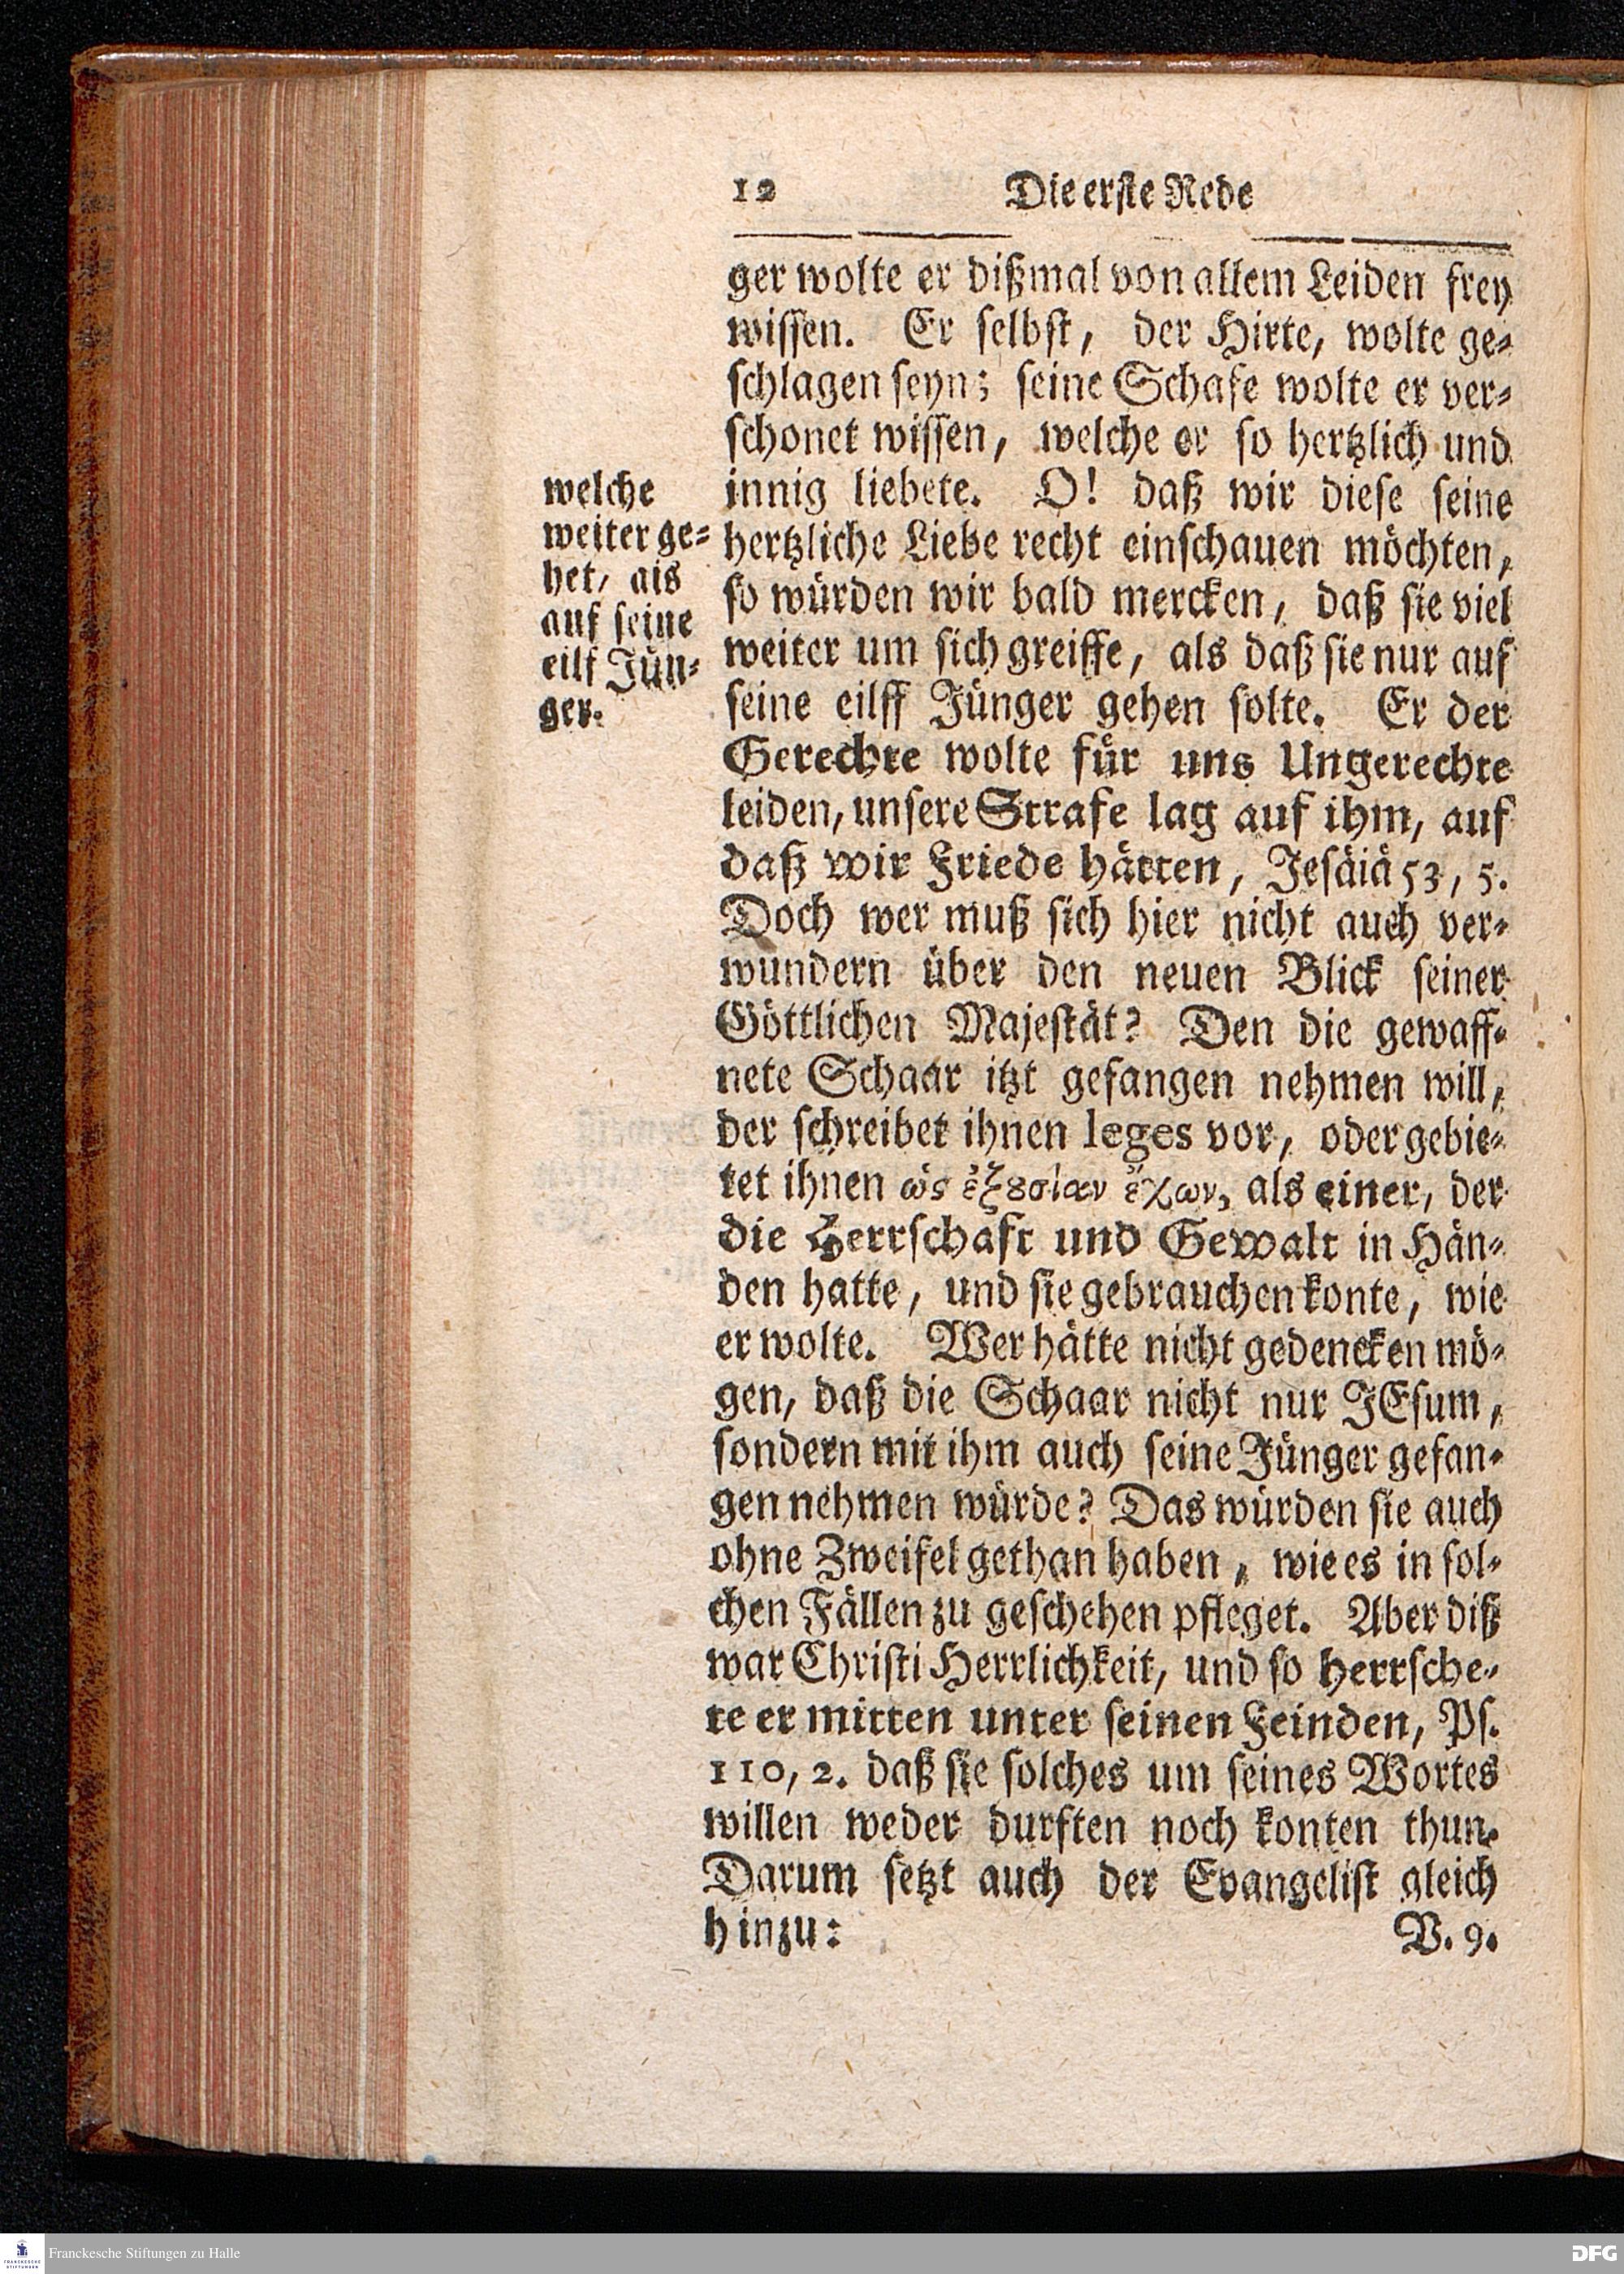 12 Die erste Rede
ger wolte er dißmal von allem Leiden frey
wissen. Er selbst, der Hirte, wolte ge-
schlagen seyn; seine Schafe wolte er ver-
schonet wissen, welche er so hertzlich und
innig liebete. O! daß wir diese seine
hertzliche Liebe recht einschauen möchten,
so würden wir bald mercken, daß sie viel
weiter um sich greiffe, als daß sie nur auf
seine eilff Jünger gehen solte. Er der
Gerechte wolte für uns Ungerechte
leiden, unsere Strafe lag auf ihm, auf
daß wir Friede hätten, Jesäiä 53, 5.
Doch wer muß sich hier nicht auch ver-
wundern über den neuen Blick seiner
Göttlichen Majestät? Den die gewaff-
nete Schaar itzt gefangen nehmen will,
der schreibet ihnen leges vor, oder gebie-
tet ihnen ὡς ἐξȣσίαν ἔχων, als einer, der
die Herrschaft und Gewalt in Hän-
den hatte, und sie gebrauchen konte, wie
er wolte. Wer hätte nicht gedencken mö-
gen, daß die Schaar nicht nur JEsum,
sondern mit ihm auch seine Jünger gefan-
gen nehmen würde? Das würden sie auch
ohne Zweifel gethan haben, wie es in sol-
chen Fällen zu geschehen pfleget. Aber diß
war Christi Herrlichkeit, und so herrsche-
te er mitten unter seinen Feinden, Ps.
110, 2. daß sie solches um seines Wortes
willen weder durften noch konten thun.
Darum setzt auch der Evangelist gleich
hinzu: V. 9.
welche
weiter ge-
het, als
auf seine
eilf Jün-
ger.
FRANCKESCHE
STIFTUNGEN
Franckesche Stiftungen zu Halle
DFG